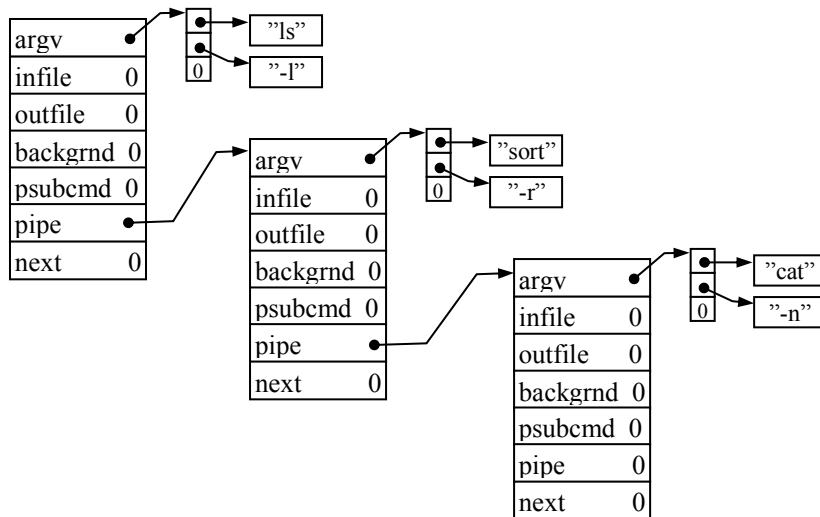 argv
”ls”
”-l”
0
infile 0
outfile 0
backgrnd 0
psubcmd 0
pipe
next 0
argv
”sort”
”-r”
0
infile 0
outfile 0
backgrnd 0
psubcmd 0
pipe
next 0
argv
”cat”
”-n”
0
infile 0
outfile 0
backgrnd 0
psubcmd 0
pipe 0
next 0